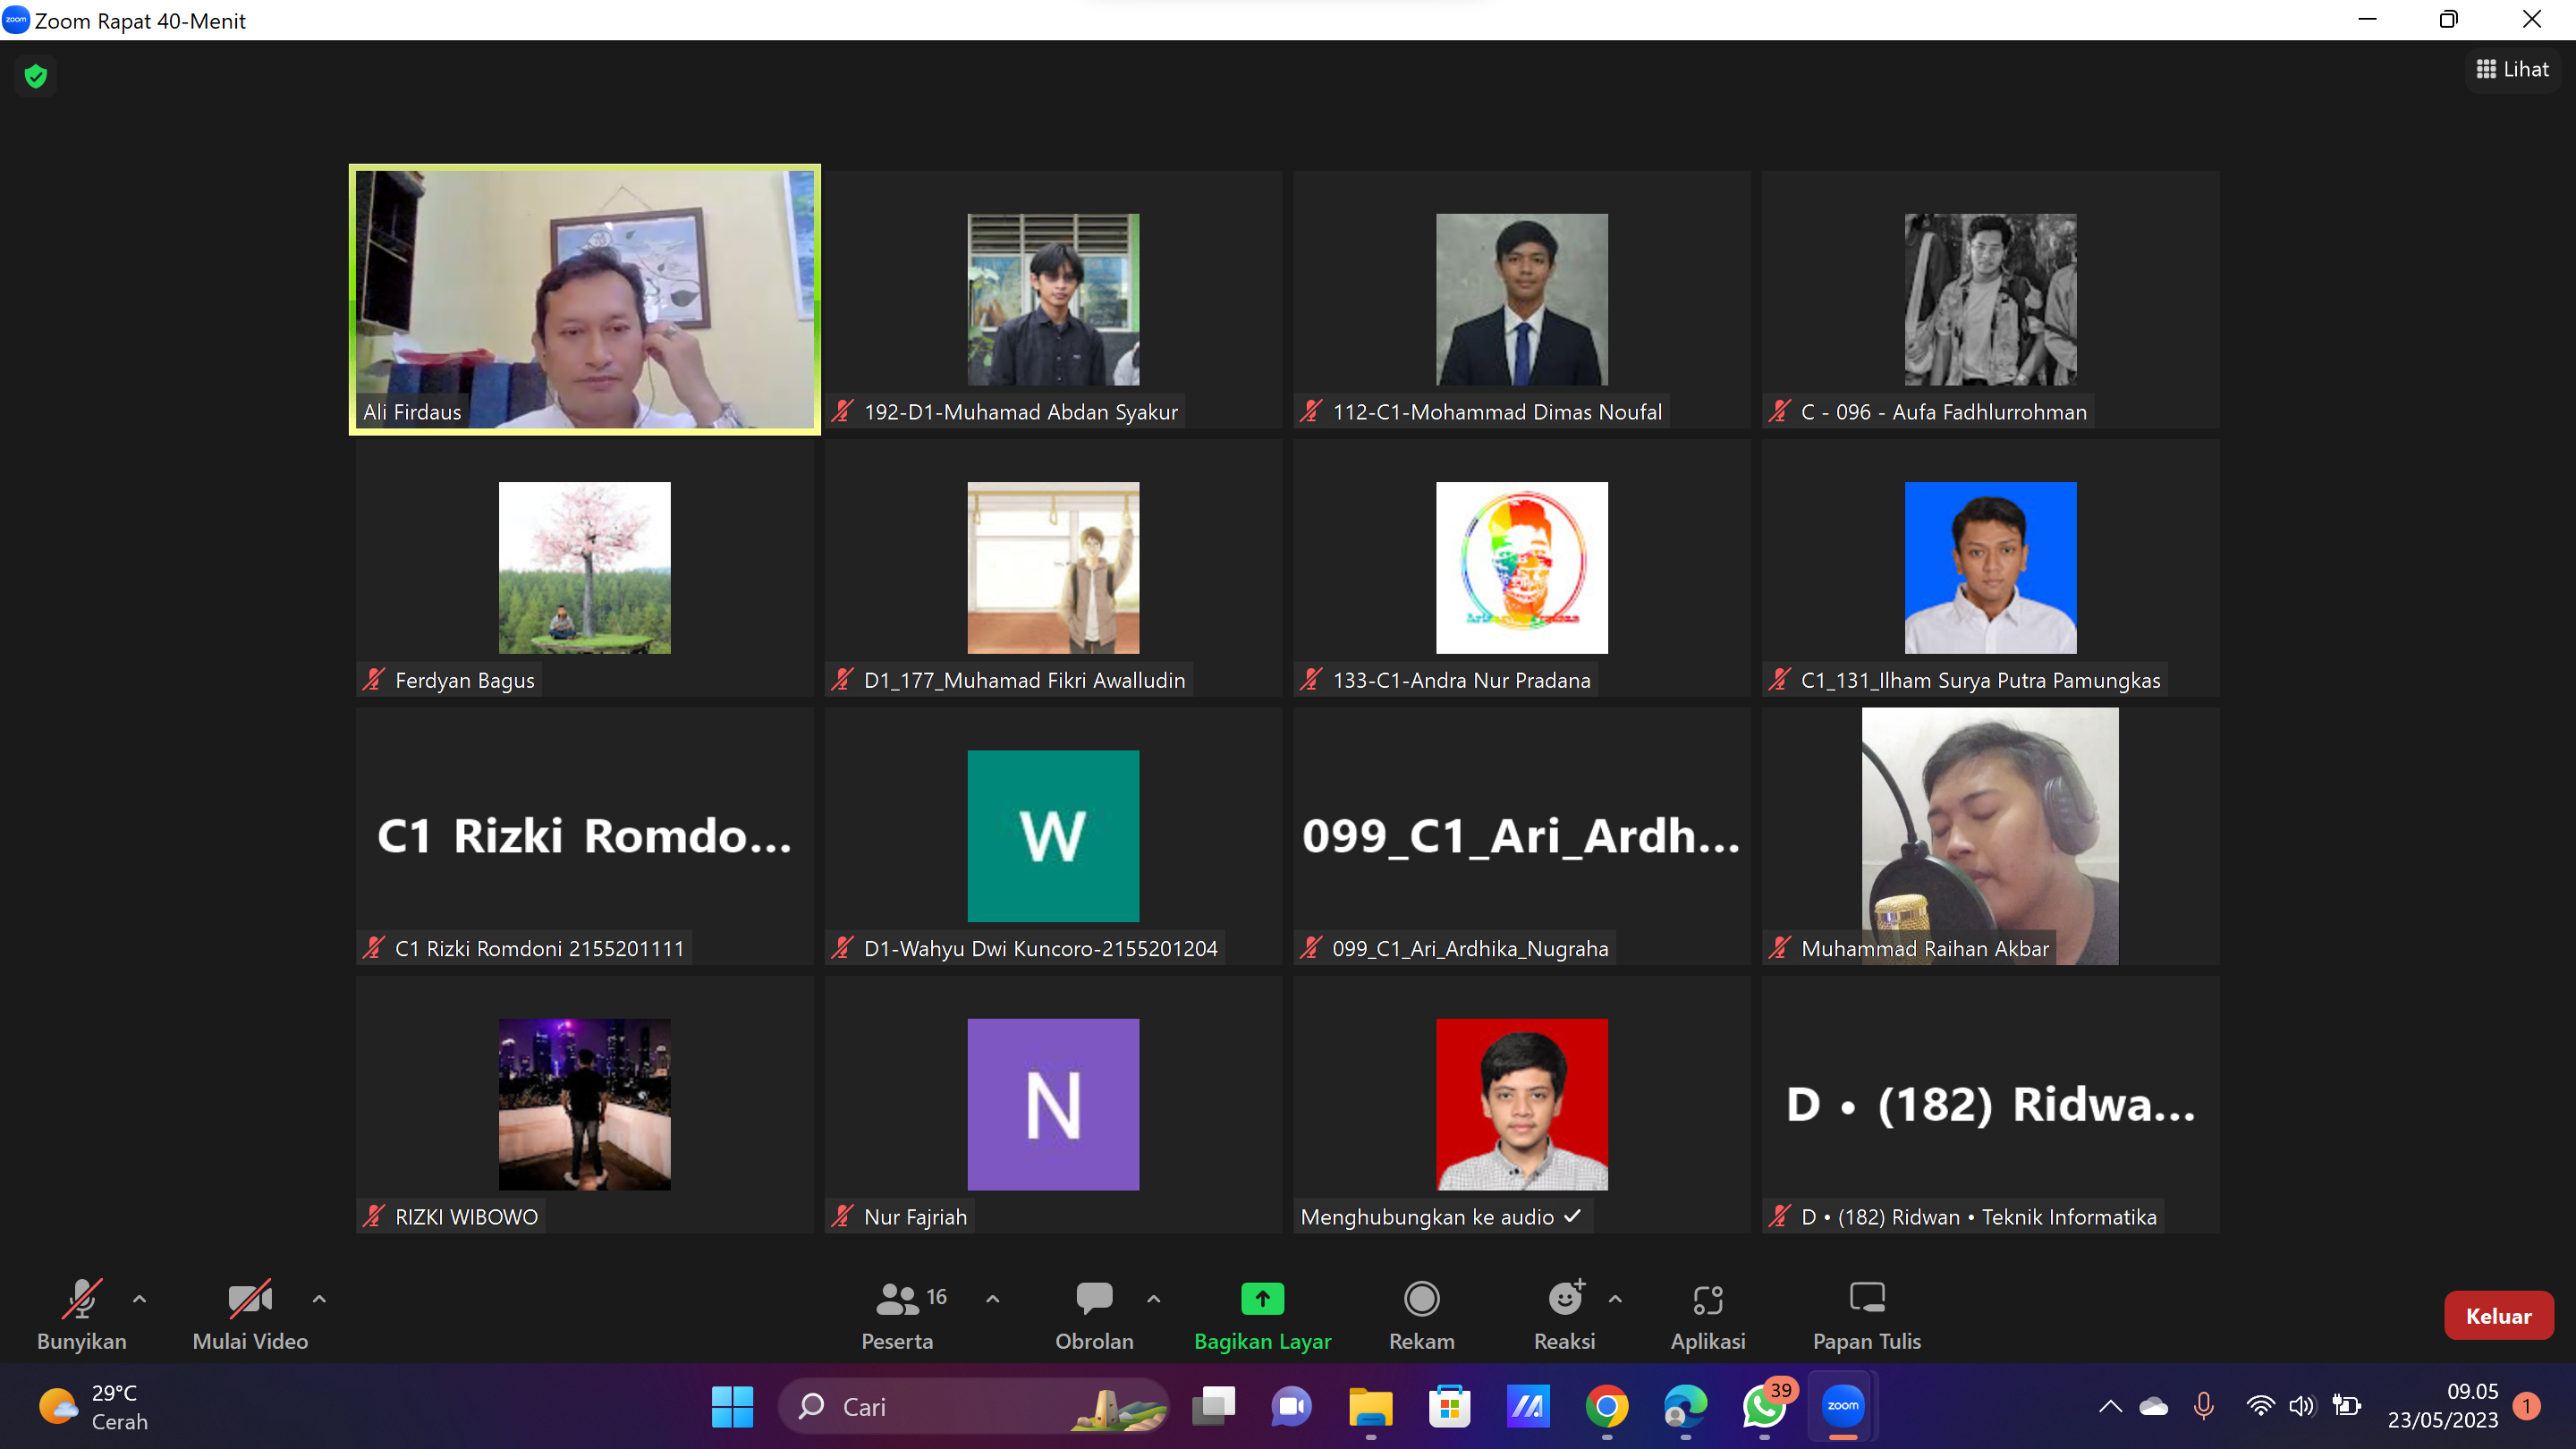 zoom Zoom Rapat 40-Menit
Lihat
Ali Firdaus
192-D1-Muhamad Abdan Syakur
112-C1-Mohammad Dimas Noufal
C - 096 - Aufa Fadhlurrohman
Ferdyan Bagus
D1_177_Muhamad Fikri Awalludin
133-C1-Andra Nur Pradana
C1_131_Ilham Surya Putra Pamungkas
C1 Rizki Romdo...
W
099_C1_Ari_Ardh...
C1 Rizki Romdoni 2155201111
D1-Wahyu Dwi Kuncoro-2155201204
099_C1_Ari_Ardhika_Nugraha
Muhammad Raihan Akbar
N
D • (182) Ridwa...
RIZKI WIBOWO
Nur Fajriah
Menghubungkan ke audio
D • (182) Ridwan • Teknik Informatika
16
Bunyikan
Mulai Video
Peserta
Obrolan
Bagikan Layar
Rekam
Reaksi
Aplikasi
Papan Tulis
Keluar
29°C
Cerah
Cari
39
zoom
09.05
23/05/2023
1